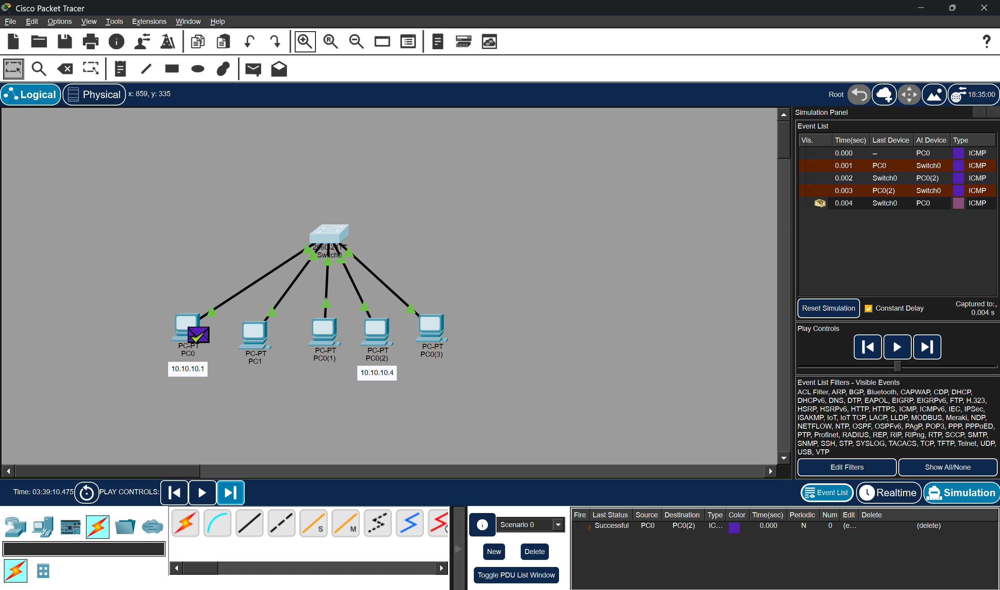 Cisco Packet Tracer
File Edit Options View Tools Extensions Window Help
Logical Physical x: 859, y: 335 Root 18:35:00
Simulation Panel
Event List
Vis. Time(sec) Last Device At Device Type
0.000 -- PC0 ICMP
0.001 PC0 Switch0 ICMP
0.002 Switch0 PC0(2) ICMP
0.003 PC0(2) Switch0 ICMP
0.004 Switch0 PC0 ICMP
2960-24TT
Switch0
PC-PT
PC0
10.10.10.1
PC-PT
PC1
PC-PT
PC0(1)
PC-PT
PC0(2)
10.10.10.4
PC-PT
PC0(3)
Reset Simulation Constant Delay Captured to:
0.004 s
Play Controls
Event List Filters - Visible Events
ACL Filter, ARP, BGP, Bluetooth, CAPWAP, CDP, DHCP,
DHCPv6, DNS, DTP, EAPOL, EIGRP, EIGRPv6, FTP, H.323,
HSRP, HSRPv6, HTTP, HTTPS, ICMP, ICMPv6, IEC, IPSec,
ISAKMP, IoT, IoT TCP, LACP, LLDP, MODBUS, Meraki, NDP,
NETFLOW, NTP, OSPF, OSPFv6, PAgP, POP3, PPP, PPPoED,
PTP, Profinet, RADIUS, REP, RIP, RIPng, RTP, SCCP, SMTP,
SNMP, SSH, STP, SYSLOG, TACACS, TCP, TFTP, Telnet, UDP,
USB, VTP
Edit Filters Show All/None
Time: 03:39:10.475 PLAY CONTROLS: Event List Realtime Simulation
S M
Scenario 0
New Delete
Toggle PDU List Window
Fire Last Status Source Destination Type Color Time(sec) Periodic Num Edit Delete
Successful PC0 PC0(2) IC... 0.000 N 0 (e... (delete)